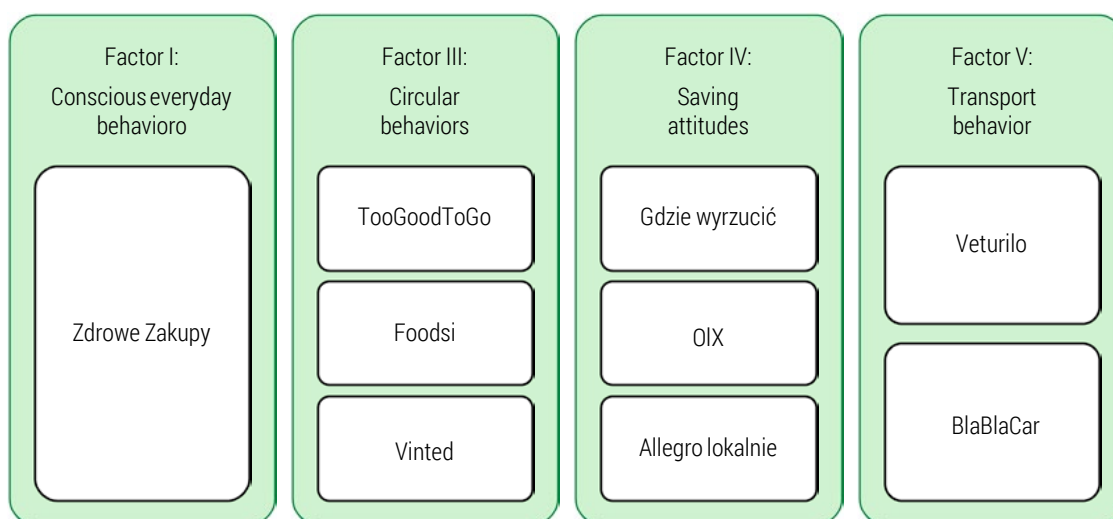 Factor I:
Conscious everyday
behavioro
Zdrowe Zakupy
Factor III:
Circular
behaviors
TooGoodToGo
Foodsi
Vinted
Factor IV:
Saving
attitudes
Gdzie wyrzucić
OIX
Allegro lokalnie
Factor V:
Transport
behavior
Veturilo
BlaBlaCar